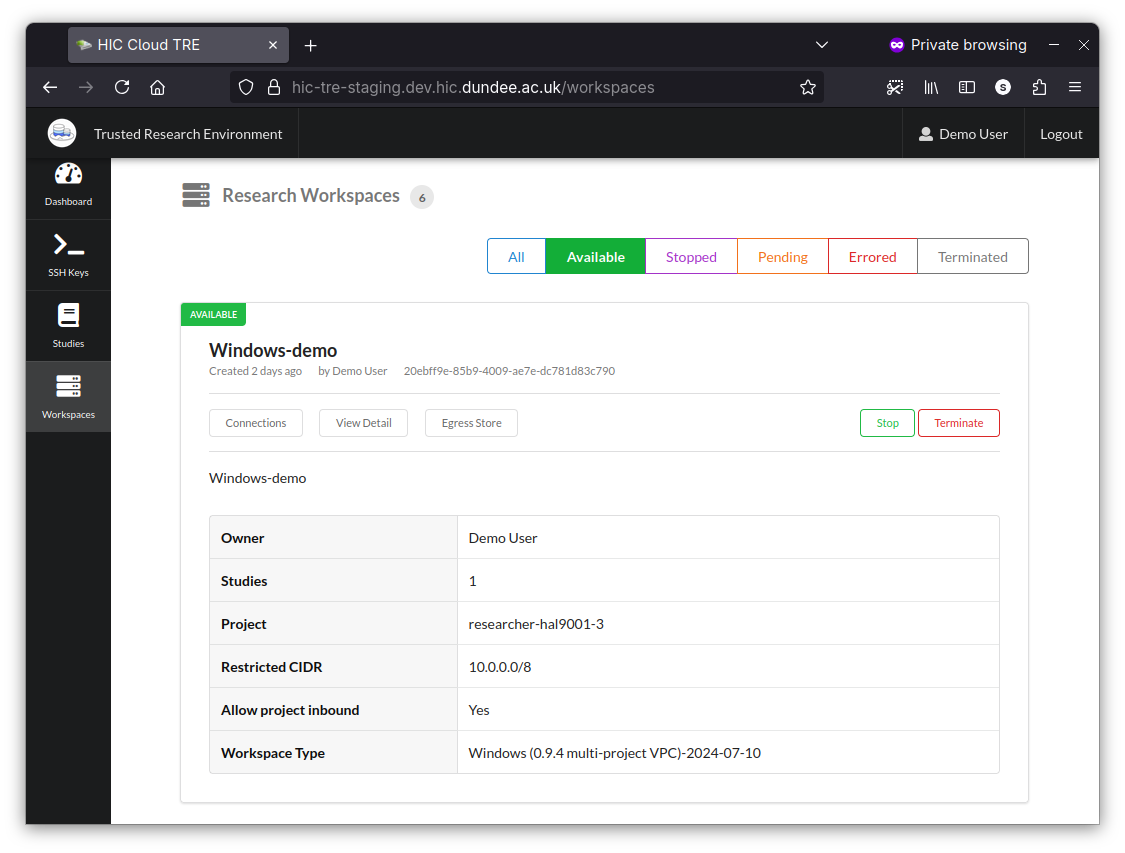 HIC Cloud TRE
Private browsing
hic-tre-staging.dev.hic.dundee.ac.uk/workspaces
S
Trusted Research Environment
Demo User
Logout
Dashboard
SSH Keys
Studies
Workspaces
Research Workspaces 6
All Available Stopped Pending Errored Terminated
AVAILABLE
Windows-demo
Created 2 days ago by Demo User 20ebff9e-85b9-4009-ae7e-dc781d83c790
Connections View Detail Egress Store Stop Terminate
Windows-demo
Owner Demo User
Studies 1
Project researcher-hal9001-3
Restricted CIDR 10.0.0.0/8
Allow project inbound Yes
Workspace Type Windows (0.9.4 multi-project VPC)-2024-07-10